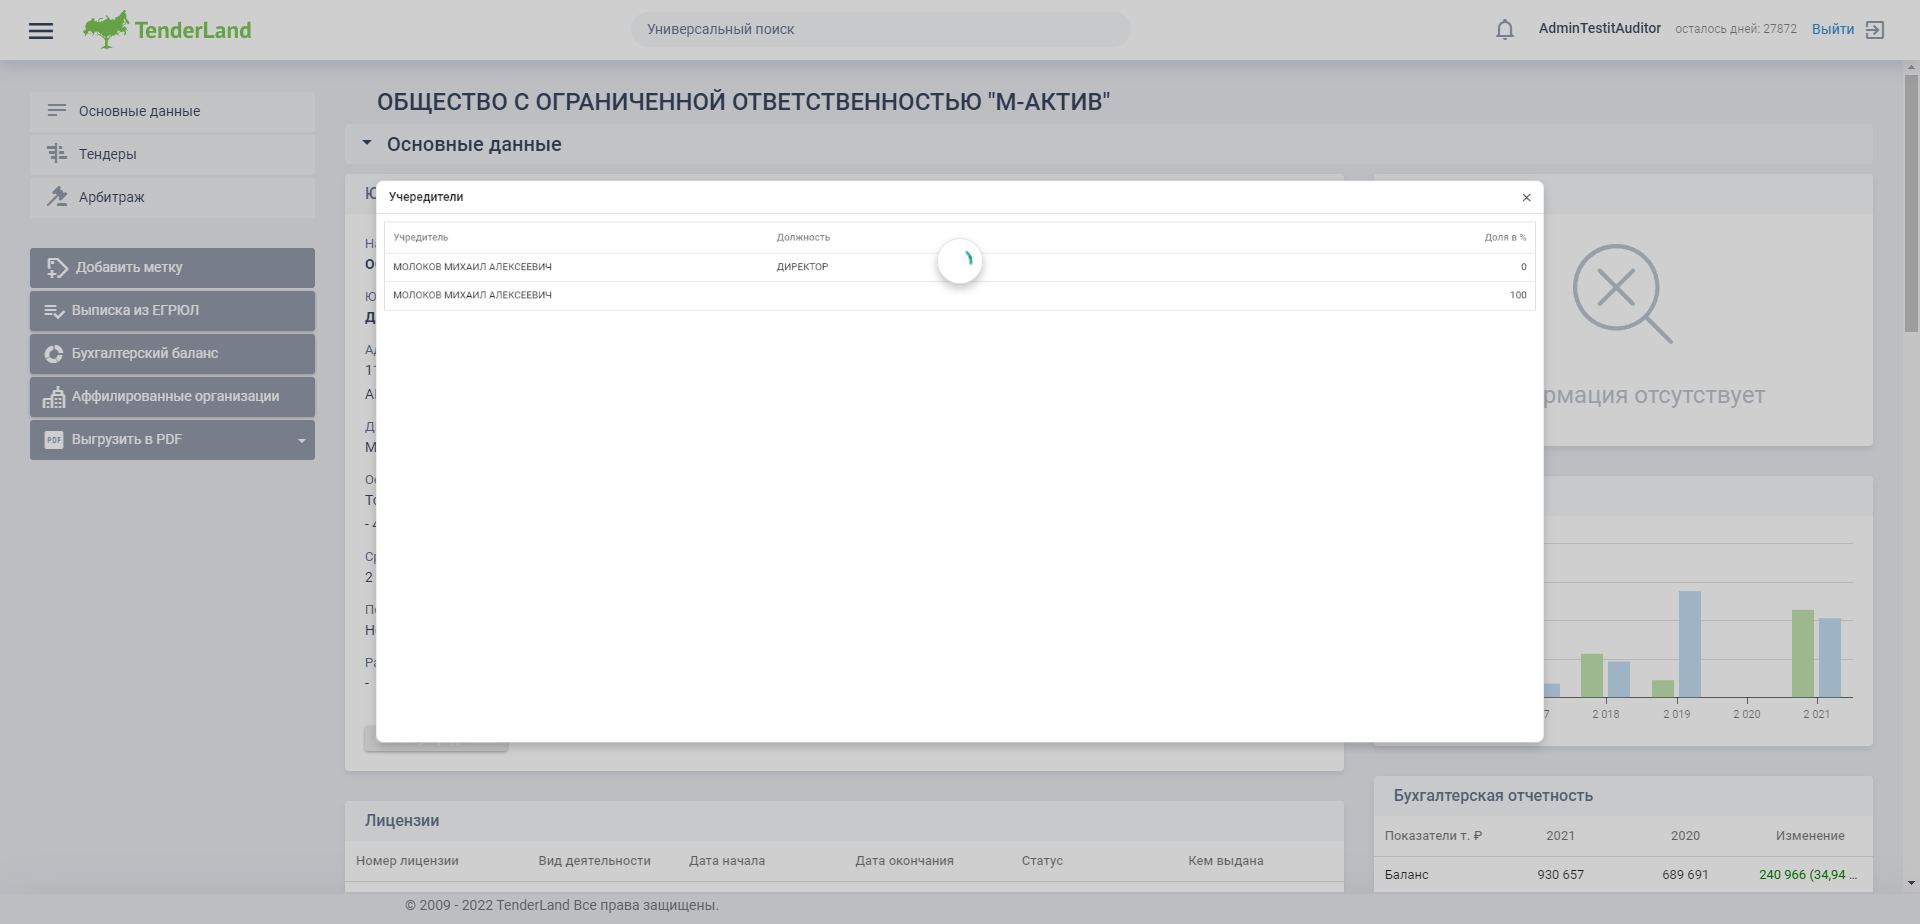 TenderLand
Универсальный поиск
AdminTestitAuditor
осталось дней: 27872
Выйти
Основные данные
Тендеры
Арбитраж
Добавить метку
Выписка из ЕГРЮЛ
Бухгалтерский баланс
Аффилированные организации
PDF Выгрузить в PDF
ОБЩЕСТВО С ОГРАНИЧЕННОЙ ОТВЕТСТВЕННОСТЬЮ "М-АКТИВ"
Основные данные
Учередители
Учредитель Должность Доля в %
МОЛОКОВ МИХАИЛ АЛЕКСЕЕВИЧ ДИРЕКТОР 0
МОЛОКОВ МИХАИЛ АЛЕКСЕЕВИЧ 100
отсутствует
2 018 2 019 2 020 2 021
Лицензии
Номер лицензии Вид деятельности Дата начала Дата окончания Статус Кем выдана
Бухгалтерская отчетность
Показатели т. ₽ 2021 2020 Изменение
Баланс 930 657 689 691 240 966 (34,94 ...
© 2009 - 2022 TenderLand Все права защищены.